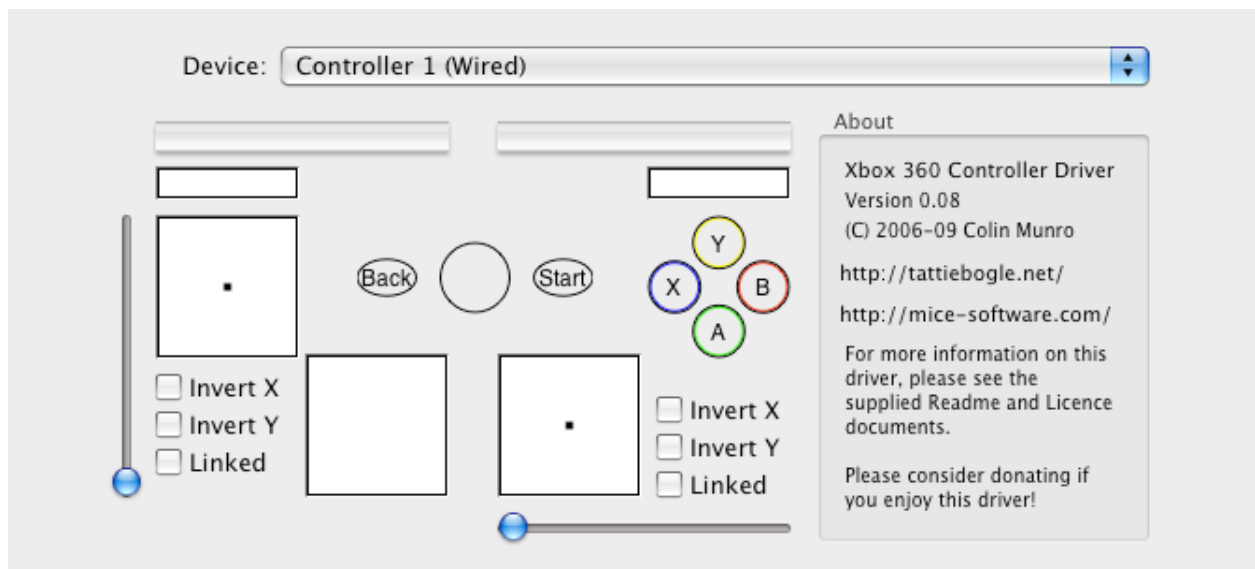 Device: Controller 1 (Wired)
About
Xbox 360 Controller Driver
Version 0.08
(C) 2006-09 Colin Munro
http://tattiebogle.net/
http://mice-software.com/
For more information on this
driver, please see the
supplied Readme and Licence
documents.
Please consider donating if
you enjoy this driver!
Back
Start
Y
X
B
A
Invert X
Invert Y
Linked
Invert X
Invert Y
Linked